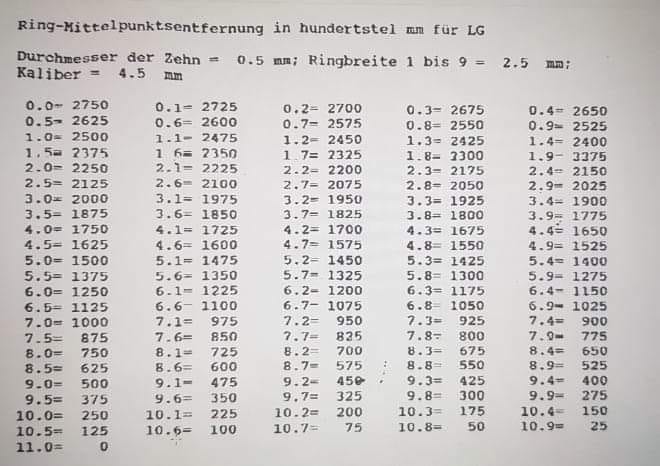 Ring-Mittelpunktsentfernung in hundertstel mm für LG
Durchmesser der Zehn = 0.5 mm; Ringbreite 1 bis 9 = 2.5 mm;
Kaliber = 4.5 mm
0.0= 2750 0.1= 2725 0.2= 2700 0.3= 2675 0.4= 2650
0.5= 2625 0.6= 2600 0.7= 2575 0.8= 2550 0.9= 2525
1.0= 2500 1.1= 2475 1.2= 2450 1.3= 2425 1.4= 2400
1.5= 2375 1 6= 2350 1.7= 2325 1.8= 2300 1.9- 2275
2.0= 2250 2.1= 2225 2.2= 2200 2.3= 2175 2.4= 2150
2.5= 2125 2.6= 2100 2.7= 2075 2.8= 2050 2.9= 2025
3.0= 2000 3.1= 1975 3.2= 1950 3.3= 1925 3.4= 1900
3.5= 1875 3.6= 1850 3.7= 1825 3.8= 1800 3.9= 1775
4.0= 1750 4.1= 1725 4.2= 1700 4.3= 1675 4.4= 1650
4.5= 1625 4.6= 1600 4.7= 1575 4.8= 1550 4.9= 1525
5.0= 1500 5.1= 1475 5.2= 1450 5.3= 1425 5.4= 1400
5.5= 1375 5.6= 1350 5.7= 1325 5.8= 1300 5.9= 1275
6.0= 1250 6.1= 1225 6.2= 1200 6.3= 1175 6.4= 1150
6.5= 1125 6.6- 1100 6.7- 1075 6.8= 1050 6.9= 1025
7.0= 1000 7.1= 975 7.2= 950 7.3= 925 7.4= 900
7.5= 875 7.6= 850 7.7= 825 7.8= 800 7.9= 775
8.0= 750 8.1= 725 8.2= 700 8.3= 675 8.4= 650
8.5= 625 8.6= 600 8.7= 575 8.8= 550 8.9= 525
9.0= 500 9.1= 475 9.2= 450 9.3= 425 9.4= 400
9.5= 375 9.6= 350 9.7= 325 9.8= 300 9.9= 275
10.0= 250 10.1= 225 10.2= 200 10.3= 175 10.4= 150
10.5= 125 10.6= 100 10.7= 75 10.8= 50 10.9= 25
11.0= 0